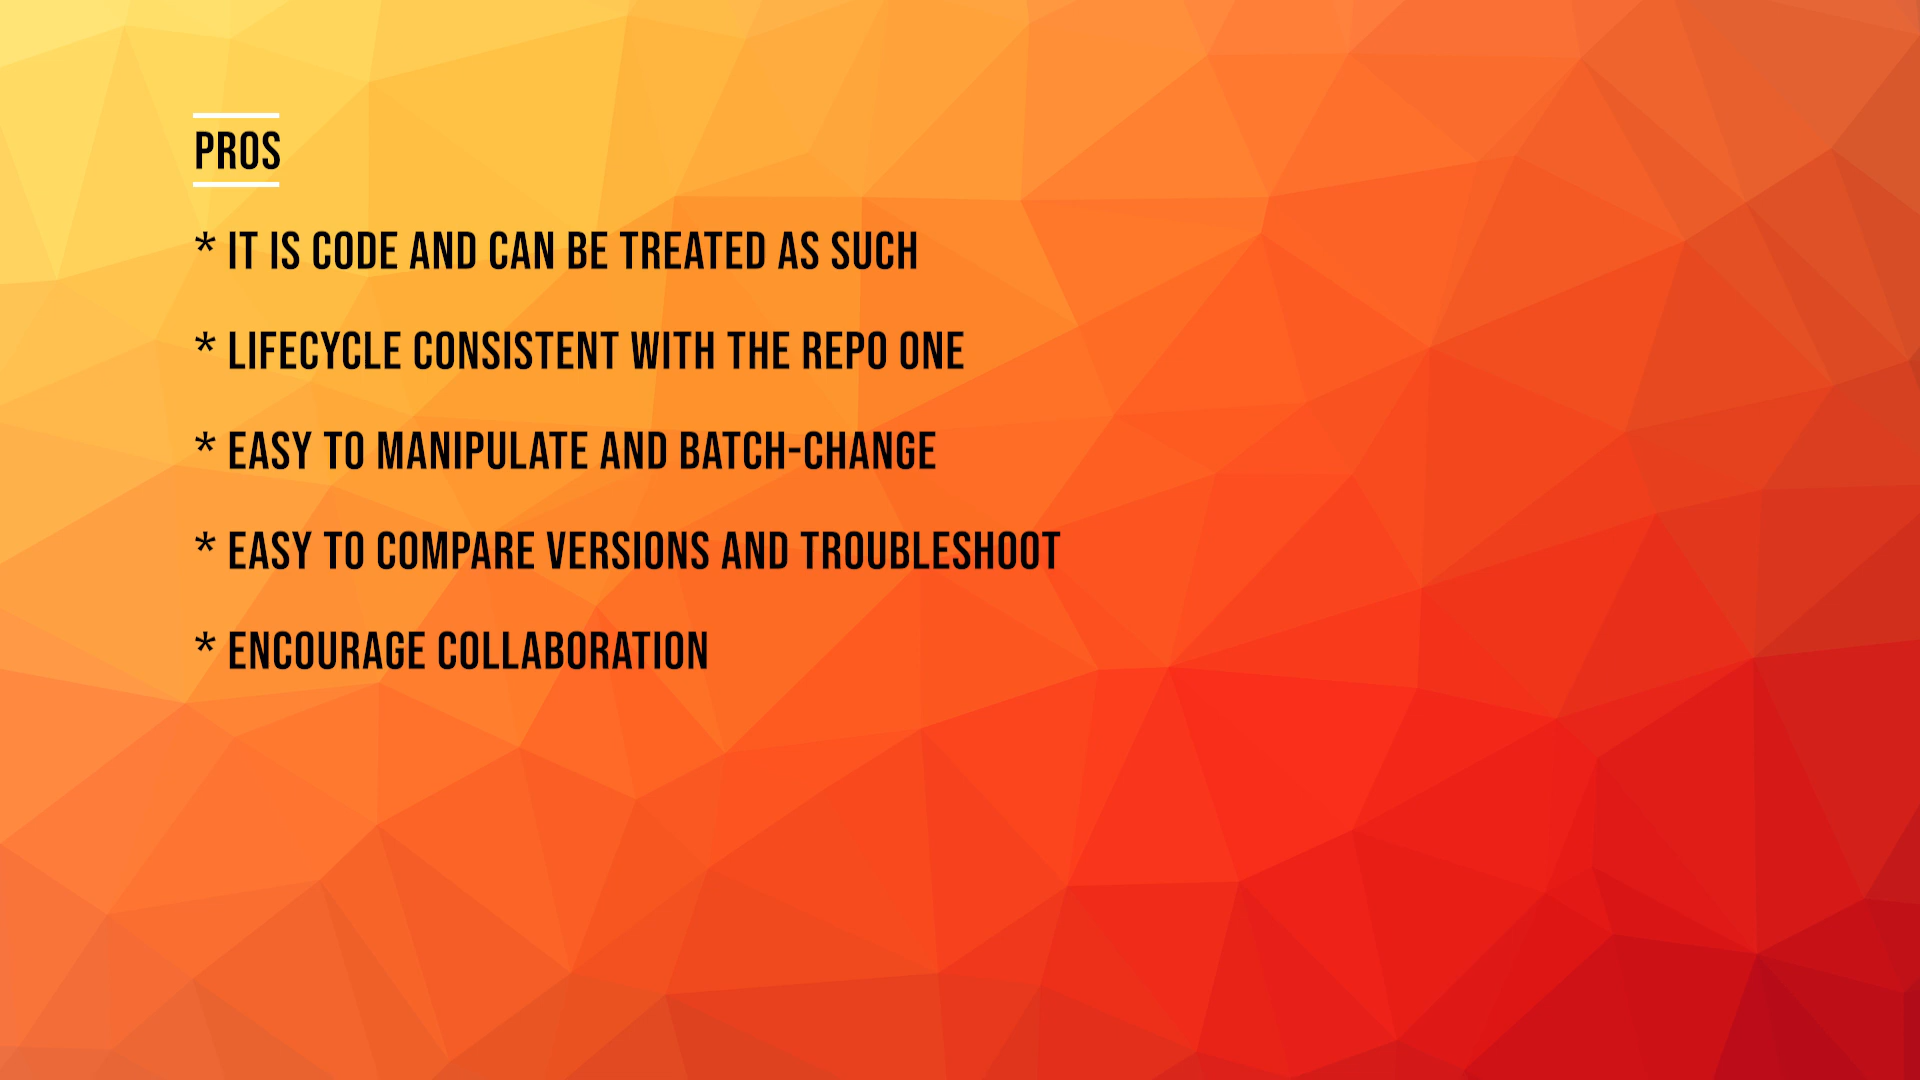 PROS
* IT IS CODE AND CAN BE TREATED AS SUCH
* LIFECYCLE CONSISTENT WITH THE REPO ONE
* EASY TO MANIPULATE AND BATCH-CHANGE
* EASY TO COMPARE VERSIONS AND TROUBLESHOOT
* ENCOURAGE COLLABORATION